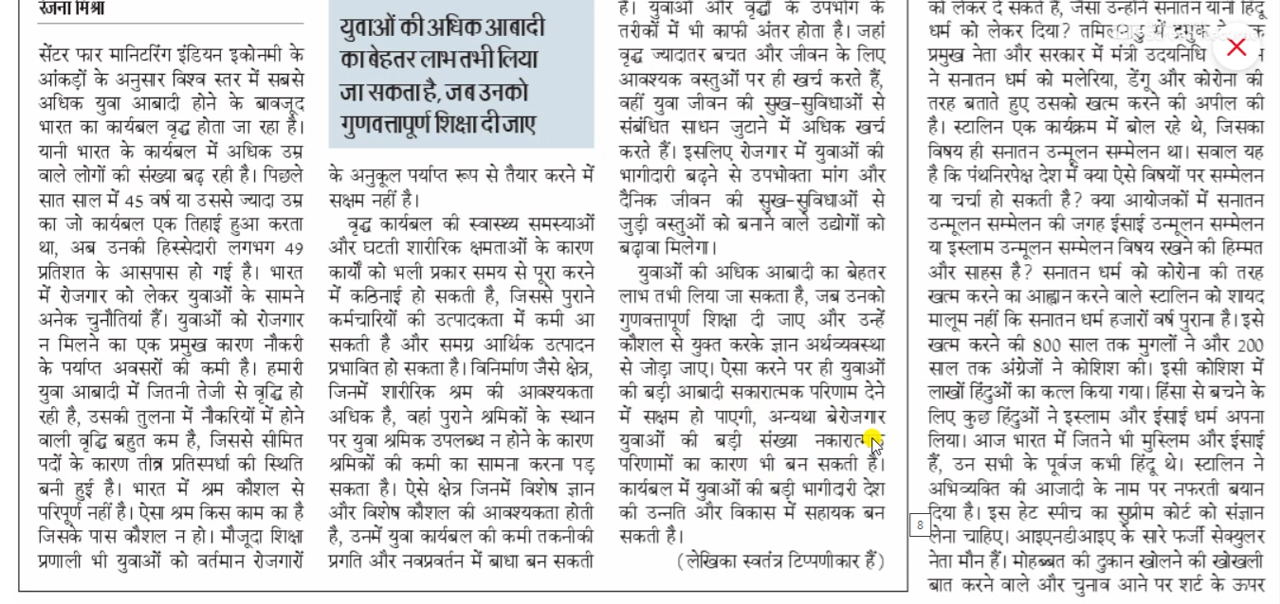 रंजना मिश्रा
सेंटर फार मानिटरिंग इंडियन इकोनमी के
आंकड़ों के अनुसार विश्व स्तर में सबसे
अधिक युवा आबादी होने के बावजूद
भारत का कार्यबल वृद्ध होता जा रहा है।
यानी भारत के कार्यबल में अधिक उम्र
वाले लोगों की संख्या बढ़ रही है। पिछले
सात साल में 45 वर्ष या उससे ज्यादा उम्र
का जो कार्यबल एक तिहाई हुआ करता
था, अब उनकी हिस्सेदारी लगभग 49
प्रतिशत के आसपास हो गई है। भारत
में रोजगार को लेकर युवाओं के सामने
अनेक चुनौतियां हैं। युवाओं को रोजगार
न मिलने का एक प्रमुख कारण नौकरी
के पर्याप्त अवसरों की कमी है। हमारी
युवा आबादी में जितनी तेजी से वृद्धि हो
रही है, उसकी तुलना में नौकरियों में होने
वाली वृद्धि बहुत कम है, जिससे सीमित
पदों के कारण तीव्र प्रतिस्पर्धा की स्थिति
बनी हुई है। भारत में श्रम कौशल से
परिपूर्ण नहीं है। ऐसा श्रम किस काम का है
जिसके पास कौशल न हो। मौजूदा शिक्षा
प्रणाली भी युवाओं को वर्तमान रोजगारों
युवाओं की अधिक आबादी
का बेहतर लाभ तभी लिया
जा सकता है, जब उनको
गुणवत्तापूर्ण शिक्षा दी जाए
के अनुकूल पर्याप्त रूप से तैयार करने में
सक्षम नहीं है।
वृद्ध कार्यबल की स्वास्थ्य समस्याओं
और घटती शारीरिक क्षमताओं के कारण
कार्यों को भली प्रकार समय से पूरा करने
में कठिनाई हो सकती है, जिससे पुराने
कर्मचारियों की उत्पादकता में कमी आ
सकती है और समग्र आर्थिक उत्पादन
प्रभावित हो सकता है। विनिर्माण जैसे क्षेत्र,
जिनमें शारीरिक श्रम की आवश्यकता
अधिक है, वहां पुराने श्रमिकों के स्थान
पर युवा श्रमिक उपलब्ध न होने के कारण
श्रमिकों की कमी का सामना करना पड़
सकता है। ऐसे क्षेत्र जिनमें विशेष ज्ञान
और विशेष कौशल की आवश्यकता होती
है, उनमें युवा कार्यबल की कमी तकनीकी
प्रगति और नवप्रवर्तन में बाधा बन सकती
है। युवाओं और वृद्धों के उपभोग के
तरीकों में भी काफी अंतर होता है। जहां
वृद्ध ज्यादातर बचत और जीवन के लिए
आवश्यक वस्तुओं पर ही खर्च करते हैं,
वहीं युवा जीवन की सुख-सुविधाओं से
संबंधित साधन जुटाने में अधिक खर्च
करते हैं। इसलिए रोजगार में युवाओं की
भागीदारी बढ़ने से उपभोक्ता मांग और
दैनिक जीवन की सुख-सुविधाओं से
जुड़ी वस्तुओं को बनाने वाले उद्योगों को
बढ़ावा मिलेगा।
युवाओं की अधिक आबादी का बेहतर
लाभ तभी लिया जा सकता है, जब उनको
गुणवत्तापूर्ण शिक्षा दी जाए और उन्हें
कौशल से युक्त करके ज्ञान अर्थव्यवस्था
से जोड़ा जाए। ऐसा करने पर ही युवाओं
की बड़ी आबादी सकारात्मक परिणाम देने
में सक्षम हो पाएगी, अन्यथा बेरोजगार
युवाओं की बड़ी संख्या
परिणामों का कारण भी बन सकती है।
कार्यबल में युवाओं की बड़ी भागीदारी देश
की उन्नति और विकास में सहायक बन
सकती है।
(लेखिका स्वतंत्र टिप्पणीकार हैं)
8
को लेकर दे सकते हैं, जैसा उन्होंने सनातन यानी हिंदू
धर्म को लेकर दिया? तमिलनाडु में द्रमुक के
प्रमुख नेता और सरकार में मंत्री उदयनिधि
ने सनातन धर्म को मलेरिया, डेंगू और कोरोना की
तरह बताते हुए उसको खत्म करने की अपील की
है। स्टालिन एक कार्यक्रम में बोल रहे थे, जिसका
विषय ही सनातन उन्मूलन सम्मेलन था। सवाल यह
है कि पंथनिरपेक्ष देश में क्या ऐसे विषयों पर सम्मेलन
या चर्चा हो सकती है? क्या आयोजकों में सनातन
उन्मूलन सम्मेलन की जगह ईसाई उन्मूलन सम्मेलन
या इस्लाम उन्मूलन सम्मेलन विषय रखने की हिम्मत
और साहस है? सनातन धर्म को कोरोना की तरह
खत्म करने का आह्वान करने वाले स्टालिन को शायद
मालूम नहीं कि सनातन धर्म हजारों वर्ष पुराना है। इसे
खत्म करने की 800 साल तक मुगलों ने और 200
साल तक अंग्रेजों ने कोशिश की। इसी कोशिश में
लाखों हिंदुओं का कत्ल किया गया। हिंसा से बचने के
लिए कुछ हिंदुओं ने इस्लाम और ईसाई धर्म अपना
लिया। आज भारत में जितने भी मुस्लिम और ईसाई
हैं, उन सभी के पूर्वज कभी हिंदू थे। स्टालिन ने
अभिव्यक्ति की आजादी के नाम पर नफरती बयान
दिया है। इस हेट स्पीच का सुप्रीम कोर्ट को संज्ञान
लेना चाहिए। आइएनडीआइए के सारे फर्जी सेक्युलर
नेता मौन हैं। मोहब्बत की दुकान खोलने की खोखली
बात करने वाले और चुनाव आने पर शर्ट के ऊपर